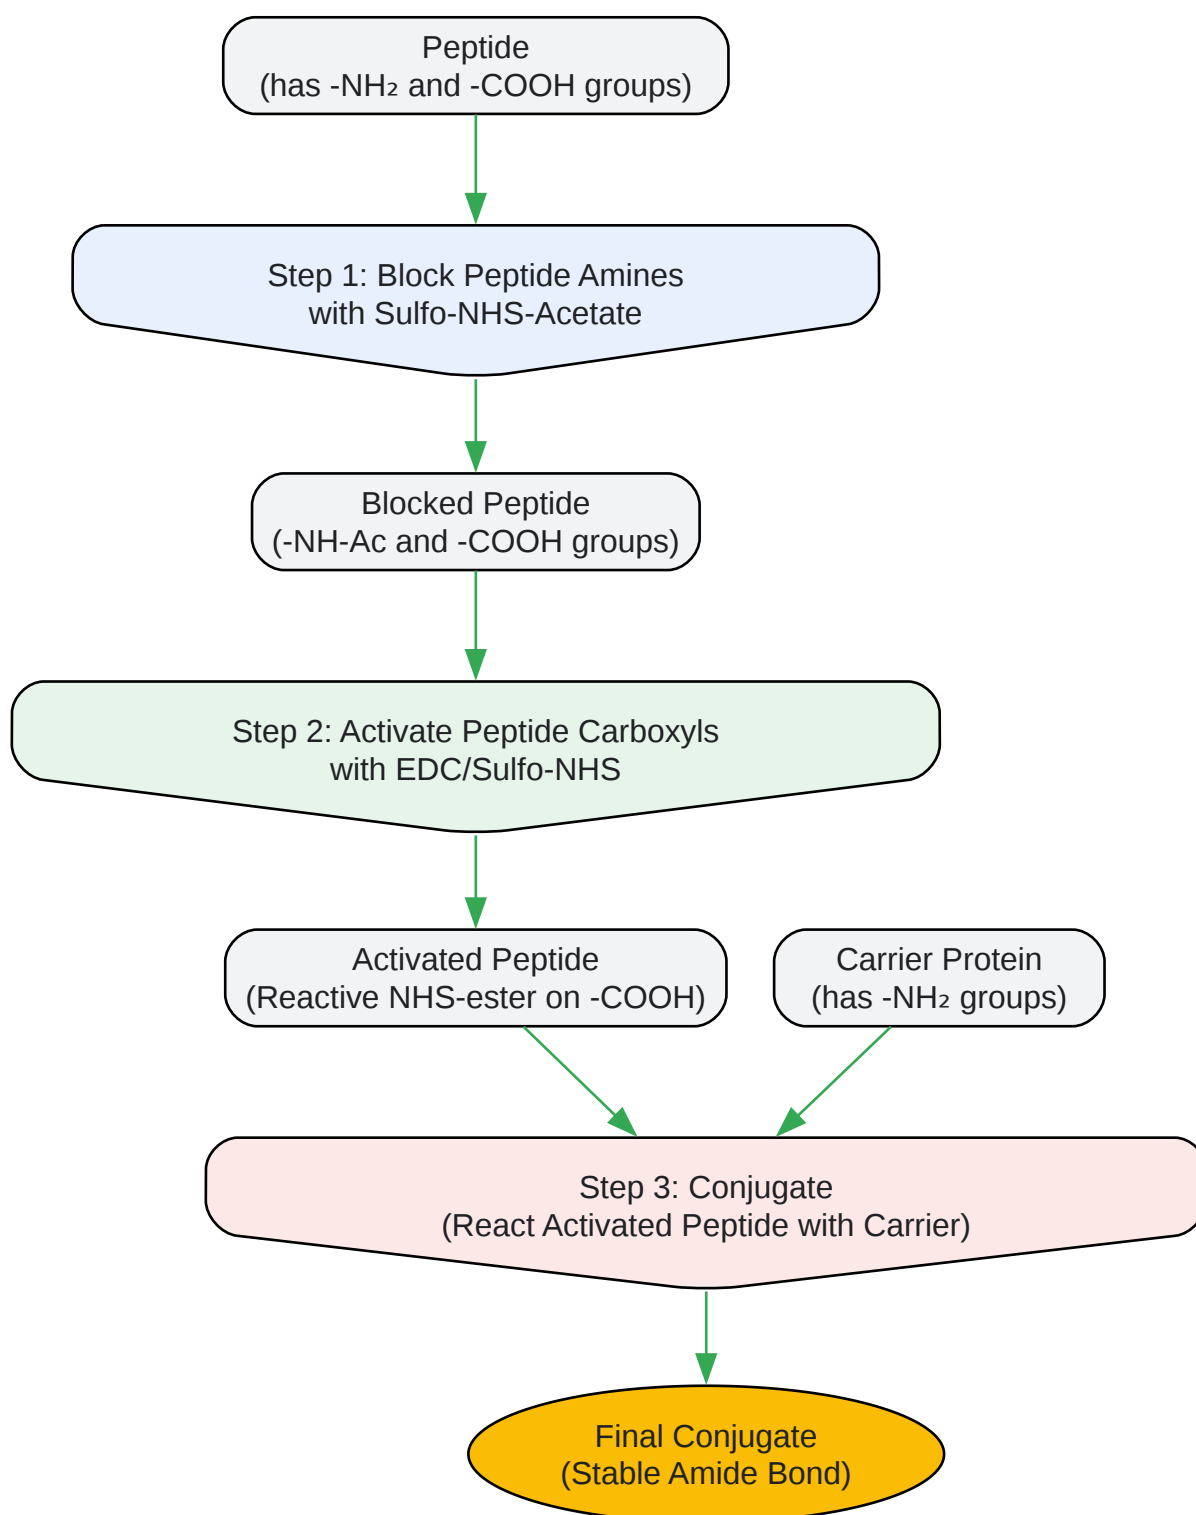 Peptide
(has -NH₂ and -COOH groups)
Step 1: Block Peptide Amines
with Sulfo-NHS-Acetate
Blocked Peptide
(-NH-Ac and -COOH groups)
Step 2: Activate Peptide Carboxyls
with EDC/Sulfo-NHS
Activated Peptide
(Reactive NHS-ester on -COOH)
Carrier Protein
(has -NH₂ groups)
Step 3: Conjugate
(React Activated Peptide with Carrier)
Final Conjugate
(Stable Amide Bond)